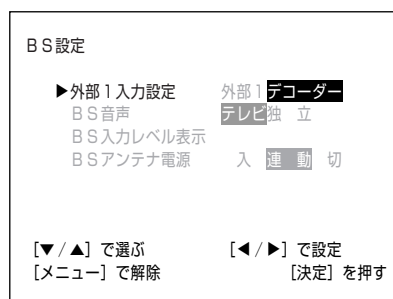 ＢＳ設定
▶外部１入力設定　外部１ デコーダー
ＢＳ音声　テレビ 独　立
ＢＳ入力レベル表示
ＢＳアンテナ電源　入　連　動　切
［▼/▲］で選ぶ　［◀/▶］で設定
［メニュー］で解除　［決定］を押す